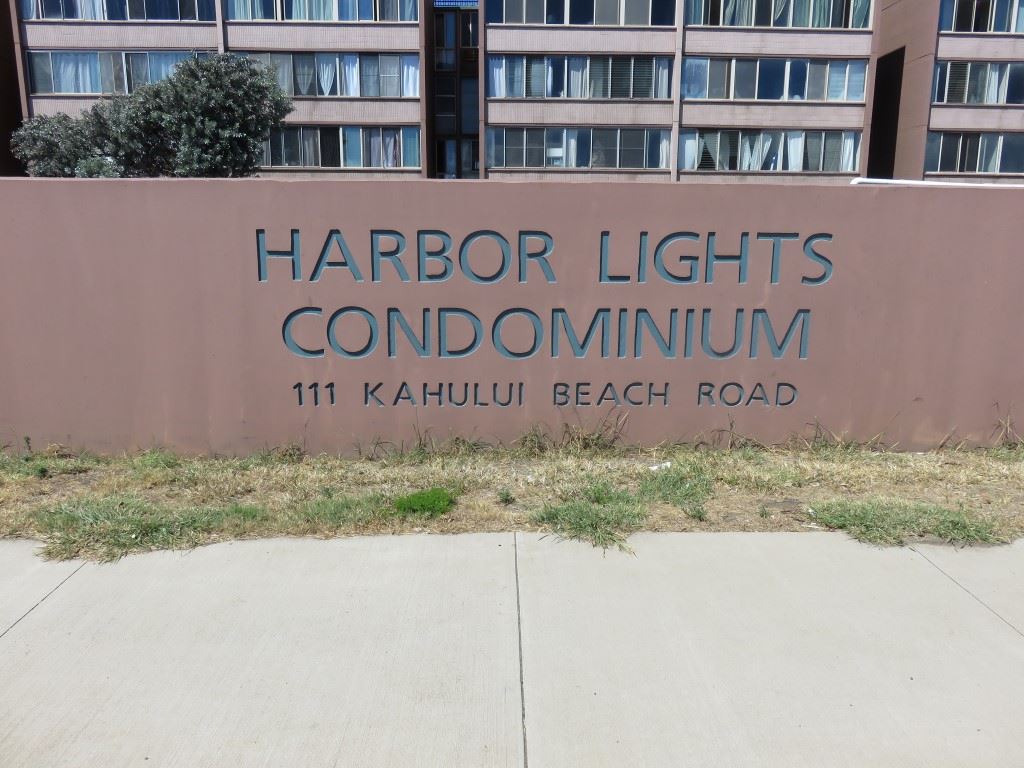 HARBOR LIGHTS
CONDOMINIUM
111 KAHULUI BEACH ROAD